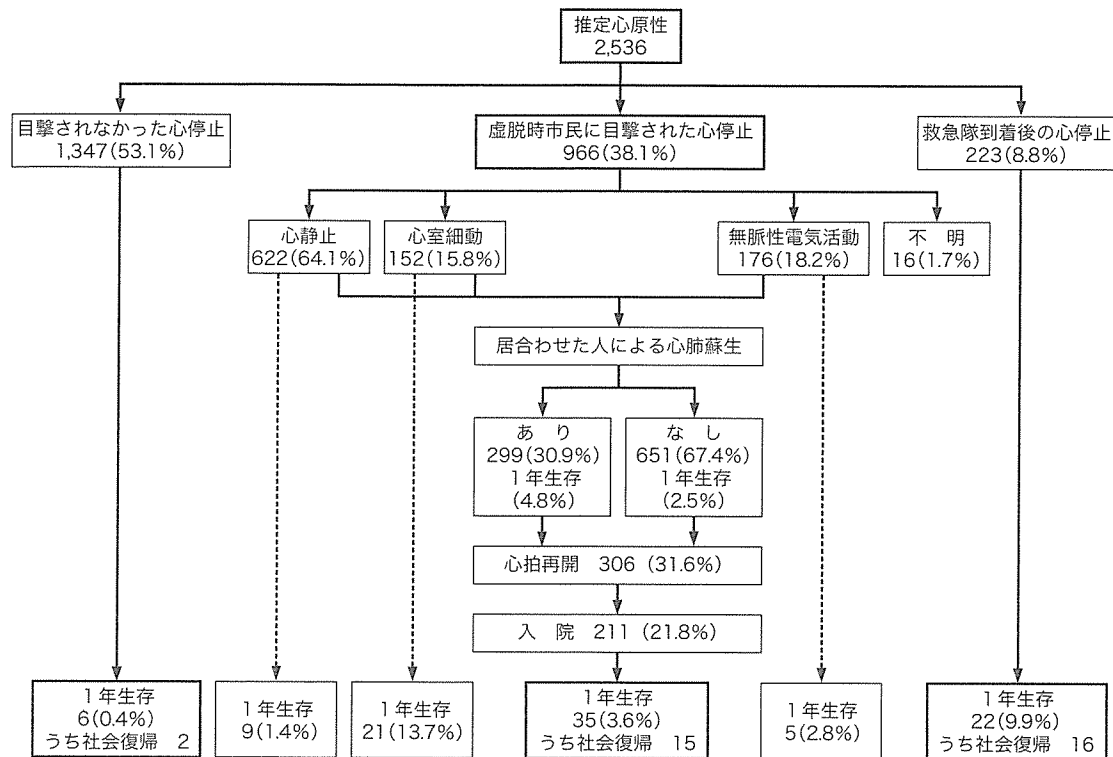 推定心原性
2,536
目撃されなかった心停止
1,347(53.1%)
虚脱時市民に目撃された心停止
966(38.1%)
救急隊到着後の心停止
223(8.8%)
心静止
622(64.1%)
心室細動
152(15.8%)
無脈性電気活動
176(18.2%)
不 明
16(1.7%)
居合わせた人による心肺蘇生
あ り
299(30.9%)
1年生存
(4.8%)
な し
651(67.4%)
1年生存
(2.5%)
心拍再開 306 (31.6%)
入 院 211 (21.8%)
1年生存
6(0.4%)
うち社会復帰 2
1年生存
9(1.4%)
1年生存
21(13.7%)
1年生存
35(3.6%)
うち社会復帰 15
1年生存
5(2.8%)
1年生存
22(9.9%)
うち社会復帰 16